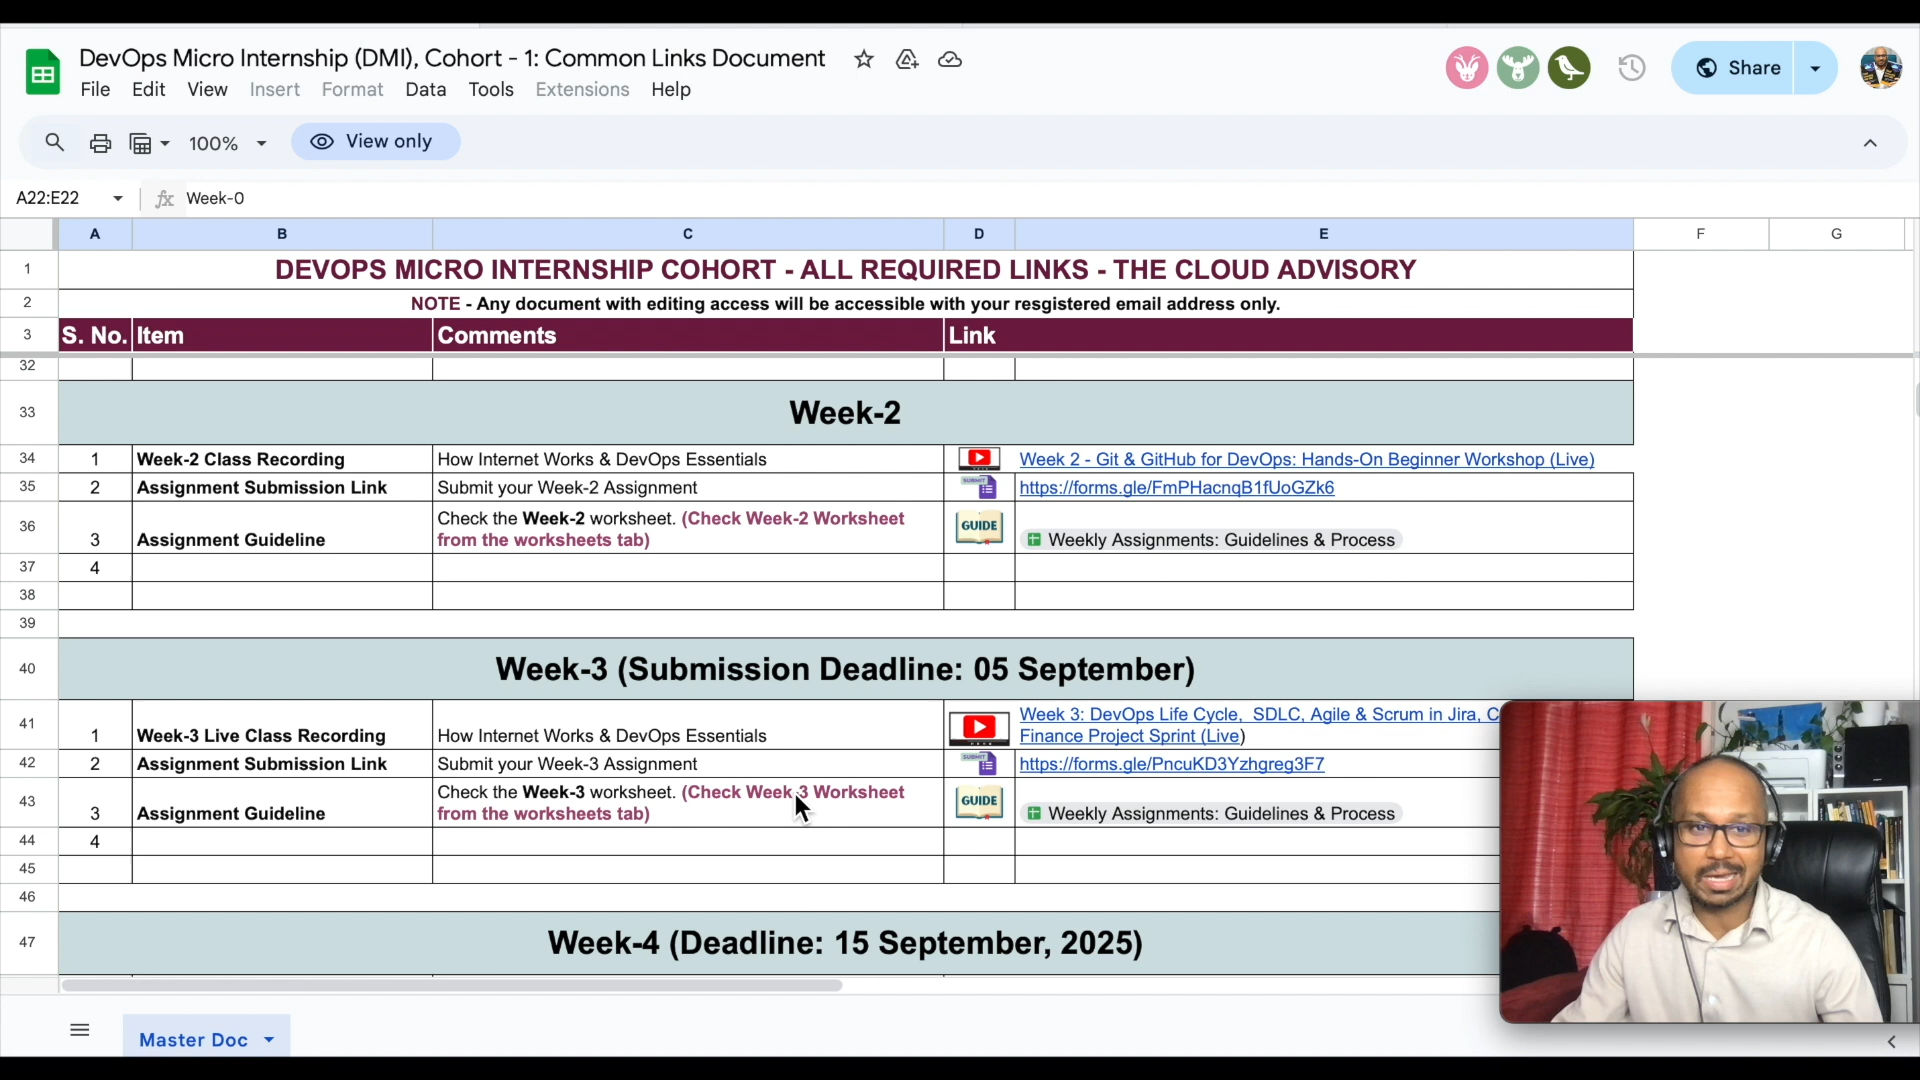 DevOps Micro Internship (DMI), Cohort - 1: Common Links Document
File Edit View Insert Format Data Tools Extensions Help
Share
100%
View only
A22:E22
fx Week-0
A B C D E F G
1 DEVOPS MICRO INTERNSHIP COHORT - ALL REQUIRED LINKS - THE CLOUD ADVISORY
2 NOTE - Any document with editing access will be accessible with your resgistered email address only.
3 S. No. Item Comments Link
32
33 Week-2
34 1 Week-2 Class Recording How Internet Works & DevOps Essentials Week 2 - Git & GitHub for DevOps: Hands-On Beginner Workshop (Live)
35 2 Assignment Submission Link Submit your Week-2 Assignment SUBMIT https://forms.gle/FmPHacnqB1fUoGZk6
36 Check the Week-2 worksheet. (Check Week-2 Worksheet GUIDE
3 Assignment Guideline from the worksheets tab) Weekly Assignments: Guidelines & Process
37 4
38
39
40 Week-3 (Submission Deadline: 05 September)
41 Week 3: DevOps Life Cycle, SDLC, Agile & Scrum in Jira, C
1 Week-3 Live Class Recording How Internet Works & DevOps Essentials Finance Project Sprint (Live)
42 2 Assignment Submission Link Submit your Week-3 Assignment SUBMIT https://forms.gle/PncuKD3Yzhgreg3F7
43 Check the Week-3 worksheet. (Check Week-3 Worksheet GUIDE
3 Assignment Guideline from the worksheets tab) Weekly Assignments: Guidelines & Process
44 4
45
46
47 Week-4 (Deadline: 15 September, 2025)
Master Doc